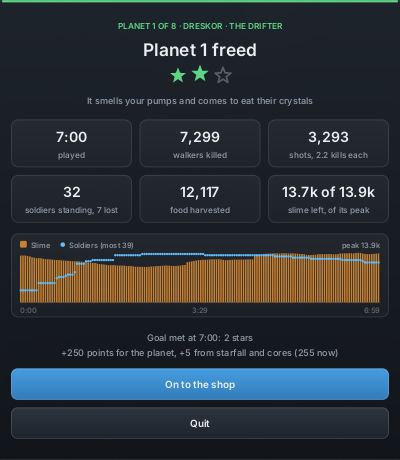 PLANET 1 OF 8 · DRESKOR · THE DRIFTER
Planet 1 freed
It smells your pumps and comes to eat their crystals
7:00
played
7,299
walkers killed
3,293
shots, 2.2 kills each
32
soldiers standing, 7 lost
12,117
food harvested
13.7k of 13.9k
slime left, of its peak
Slime
Soldiers (most 39)
peak 13.9k
0:00
3:29
6:59
Goal met at 7:00: 2 stars
+250 points for the planet, +5 from starfall and cores (255 now)
On to the shop
Quit